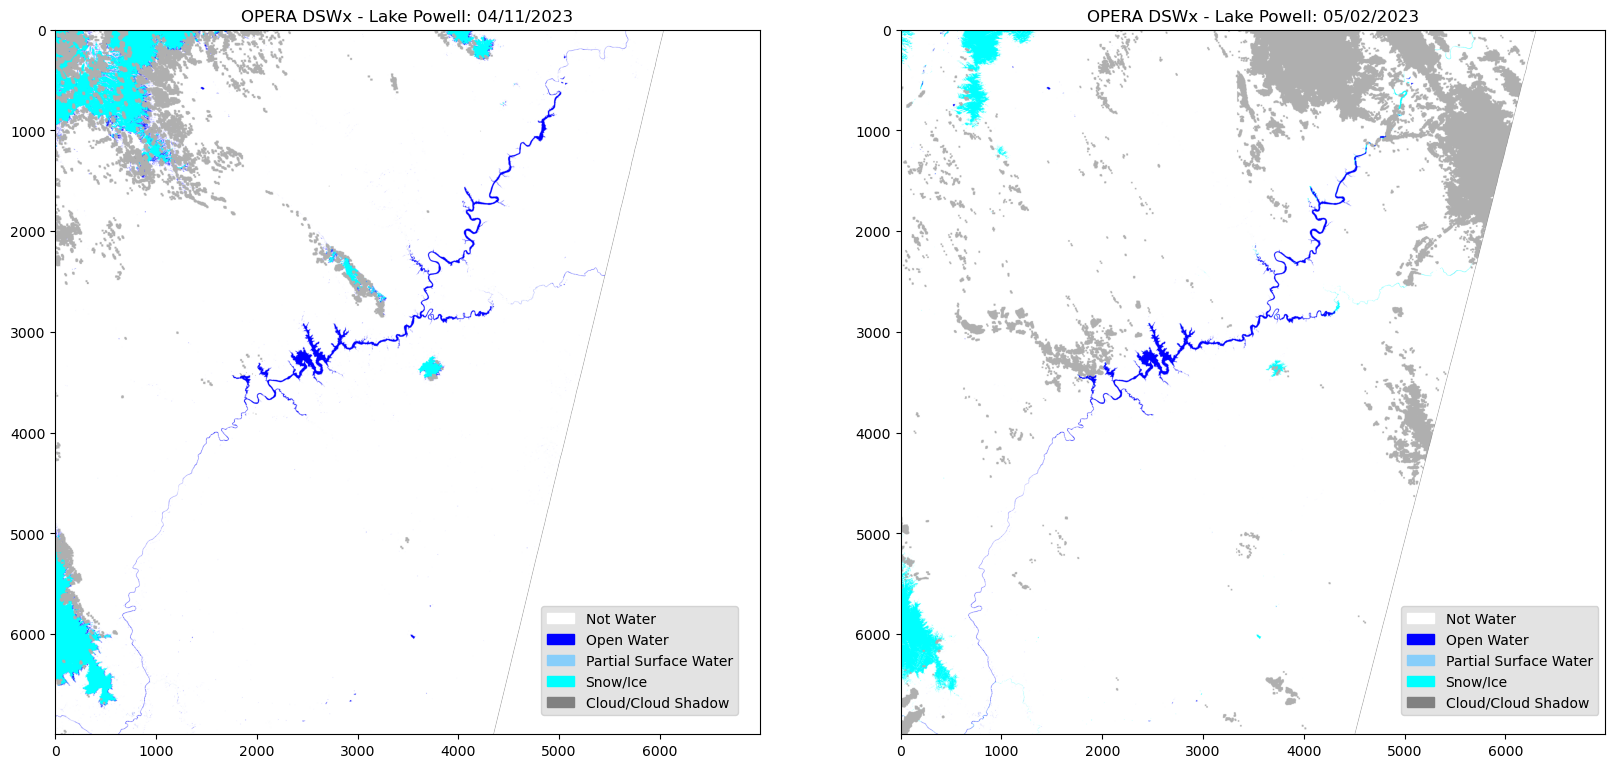 OPERA DSWx - Lake Powell: 04/11/2023
0
1000
2000
3000
4000
5000
6000
0 1000 2000 3000 4000 5000 6000
Not Water
Open Water
Partial Surface Water
Snow/Ice
Cloud/Cloud Shadow
OPERA DSWx - Lake Powell: 05/02/2023
0
1000
2000
3000
4000
5000
6000
0 1000 2000 3000 4000 5000 6000
Not Water
Open Water
Partial Surface Water
Snow/Ice
Cloud/Cloud Shadow